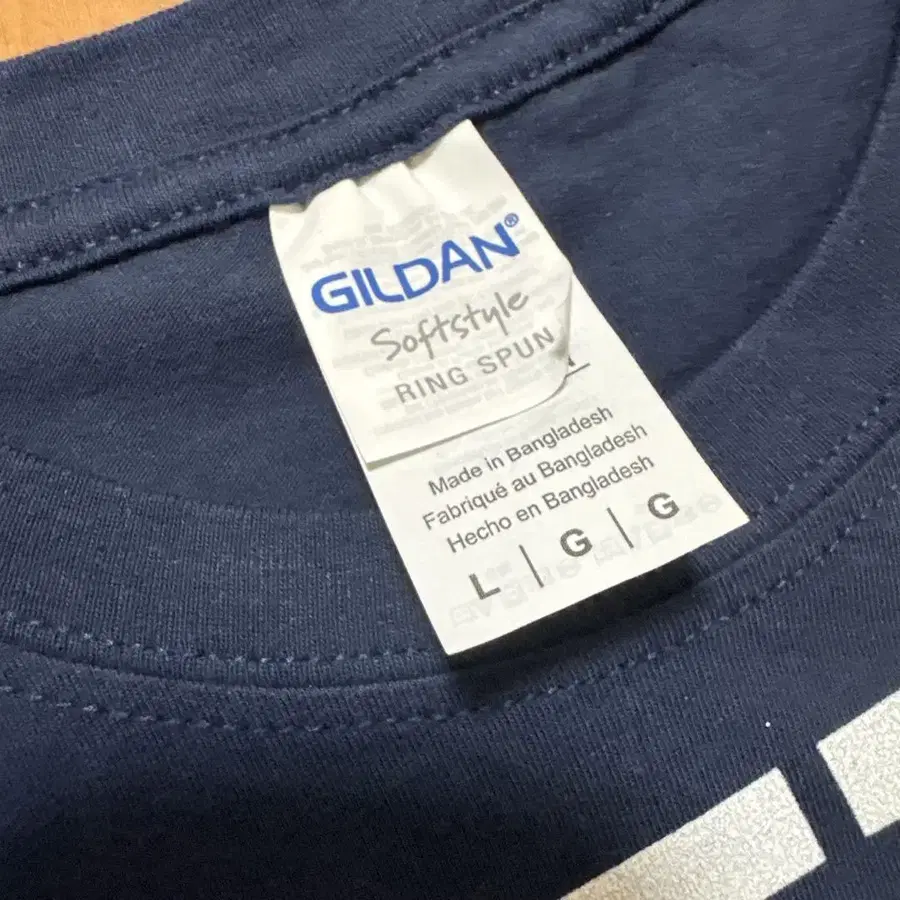 GILDAN®
Softstyle
RING SPUN
Made in Bangladesh
Fabriqué au Bangladesh
Hecho en Bangladesh
L | G | G